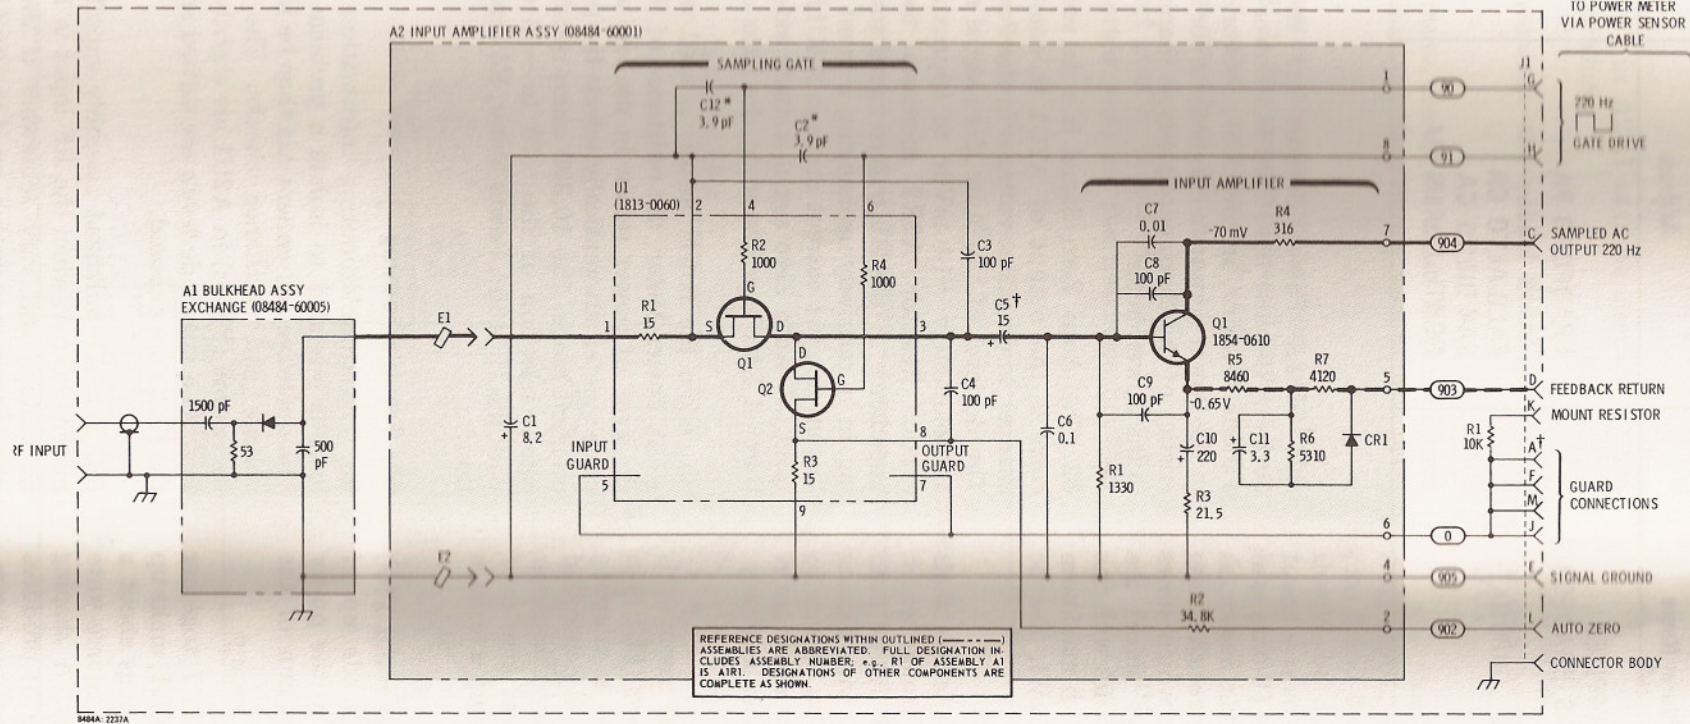 TO POWER METER
VIA POWER SENSOR
CABLE
A2 INPUT AMPLIFIER ASSY (08484-60001)
SAMPLING GATE
J1
1
90
G
C12*
3.9 pF
C2*
3.9 pF
220 Hz
GATE DRIVE
8
91
H
U1
(1813-0060)
2
4
6
INPUT AMPLIFIER
C7
0.01
-70 mV
R4
316
7
904
C
SAMPLED AC
OUTPUT 220 Hz
R2
1000
R4
1000
C3
100 pF
C8
100 pF
A1 BULKHEAD ASSY
EXCHANGE (08484-60005)
G
E1
R1
15
1
S
D
3
C5†
15
+
Q1
1854-0610
Q1
D
Q2
G
S
C4
100 pF
R5
8460
R7
4120
5
903
D
FEEDBACK RETURN
-0.65V
K
MOUNT RESISTOR
1500 pF
C9
100 pF
C1
8.2
+
C6
0.1
C10
220
+
C11
3.3
+
R6
5310
CR1
R1
10K
RF INPUT
53
500
pF
8
INPUT
GUARD
5
OUTPUT
GUARD
7
R3
15
9
R1
1330
R3
21.5
A†
F
M
J
GUARD
CONNECTIONS
6
0
E2
4
905
E
SIGNAL GROUND
R2
34.8K
2
902
L
AUTO ZERO
CONNECTOR BODY
REFERENCE DESIGNATIONS WITHIN OUTLINED (— - - —)
ASSEMBLIES ARE ABBREVIATED. FULL DESIGNATION IN-
CLUDES ASSEMBLY NUMBER; e.g., R1 OF ASSEMBLY A1
IS A1R1. DESIGNATIONS OF OTHER COMPONENTS ARE
COMPLETE AS SHOWN.
8484A: 2237A